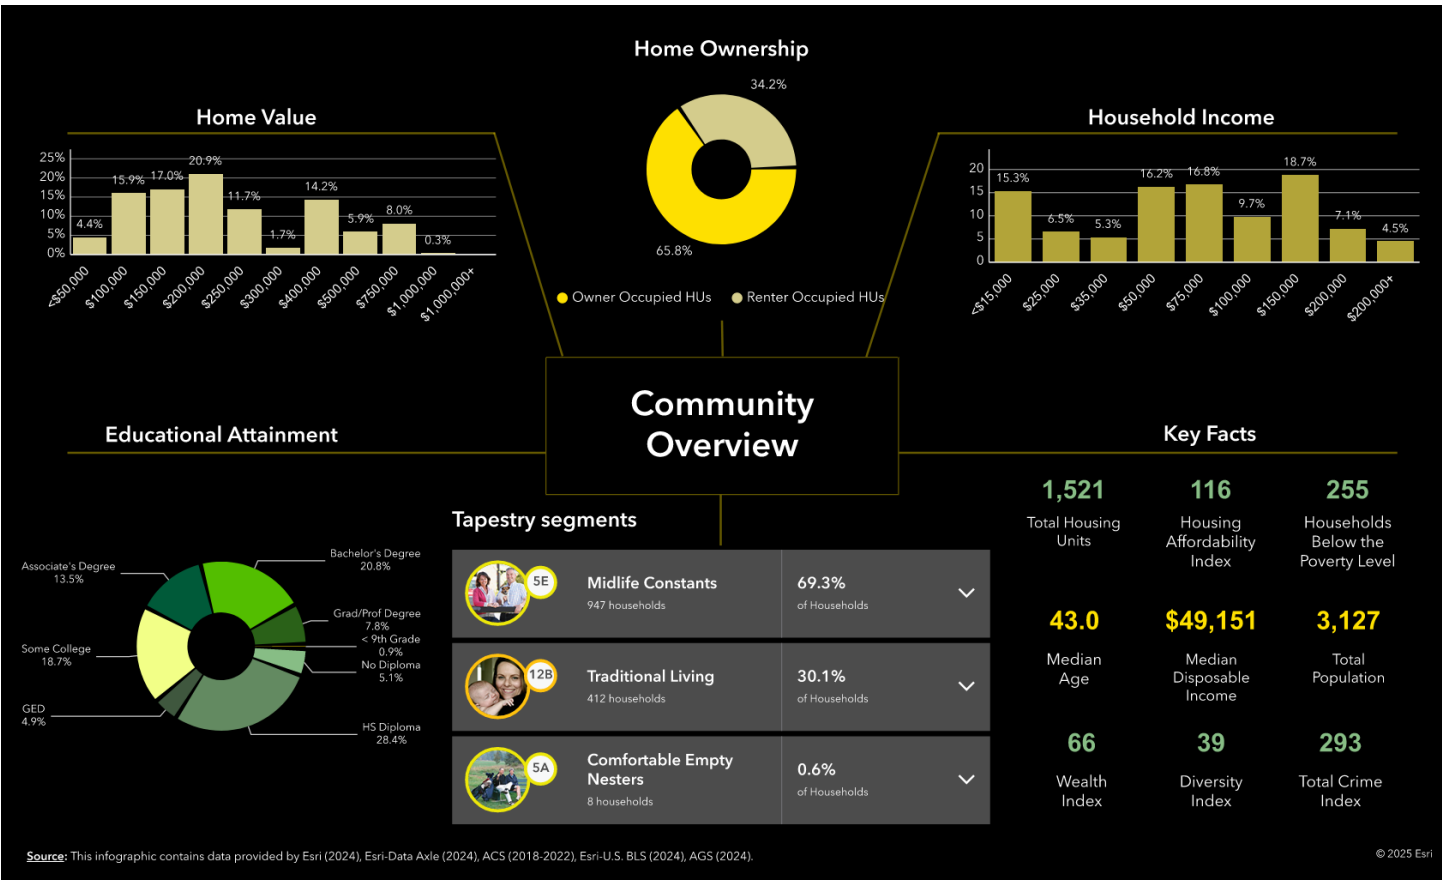 Home Ownership
34.2%
65.8%
Owner Occupied HUs
Renter Occupied HUs
Home Value
25%
20%
15%
10%
5%
0%
4.4%
15.9%
17.0%
20.9%
11.7%
1.7%
14.2%
5.9%
8.0%
0.3%
<$50,000
$100,000
$150,000
$200,000
$250,000
$300,000
$400,000
$500,000
$750,000
$1,000,000
$1,000,000+
Household Income
20
15
10
5
0
15.3%
6.5%
5.3%
16.2%
16.8%
9.7%
18.7%
7.1%
4.5%
<$15,000
$25,000
$35,000
$50,000
$75,000
$100,000
$150,000
$200,000
$200,000+
Community
Overview
Educational Attainment
Bachelor's Degree
20.8%
Grad/Prof Degree
7.8%
< 9th Grade
0.9%
No Diploma
5.1%
HS Diploma
28.4%
GED
4.9%
Some College
18.7%
Associate's Degree
13.5%
Tapestry segments
5E
Midlife Constants
947 households
69.3%
of Households
12B
Traditional Living
412 households
30.1%
of Households
5A
Comfortable Empty
Nesters
8 households
0.6%
of Households
Key Facts
1,521
Total Housing
Units
116
Housing
Affordability
Index
255
Households
Below the
Poverty Level
43.0
Median
Age
$49,151
Median
Disposable
Income
3,127
Total
Population
66
Wealth
Index
39
Diversity
Index
293
Total Crime
Index
Source: This infographic contains data provided by Esri (2024), Esri-Data Axle (2024), ACS (2018-2022), Esri-U.S. BLS (2024), AGS (2024).
© 2025 Esri